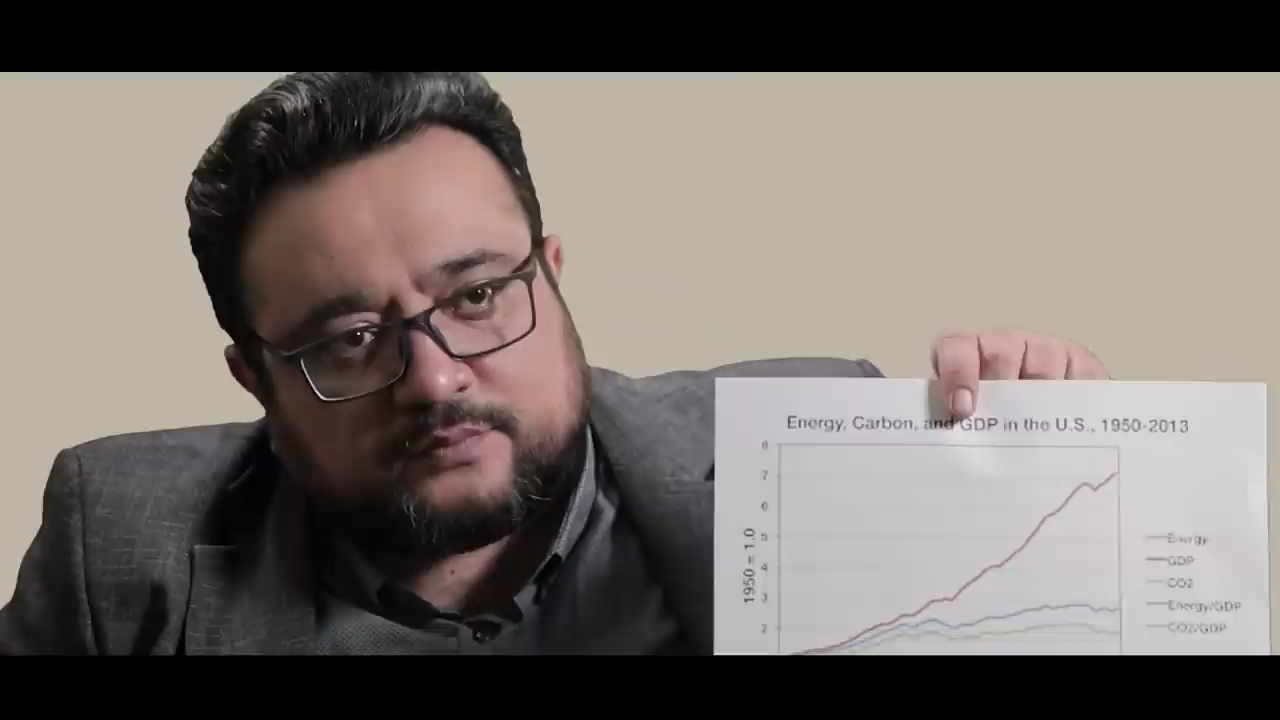 Energy, Carbon, and GDP in the U.S., 1950-2013
8
7
6
5
4
3
2
1950 = 1.0
Energy
GDP
CO2
Energy/GDP
CO2/GDP